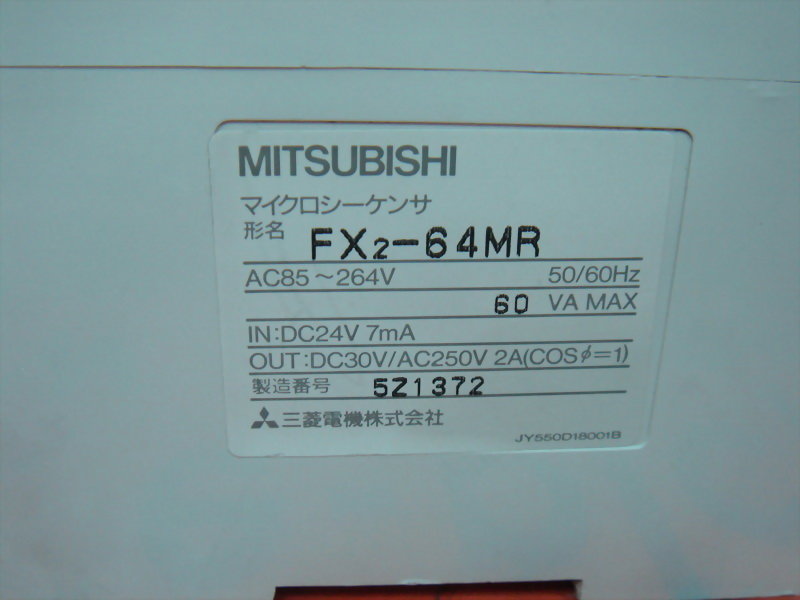 MITSUBISHI
マイクロシーケンサ
形名 FX2-64MR
AC85～264V 50/60Hz
60 VA MAX
IN:DC24V 7mA
OUT:DC30V/AC250V 2A(COSφ=1)
製造番号 5Z1372
三菱電機株式会社
JY550D18001B